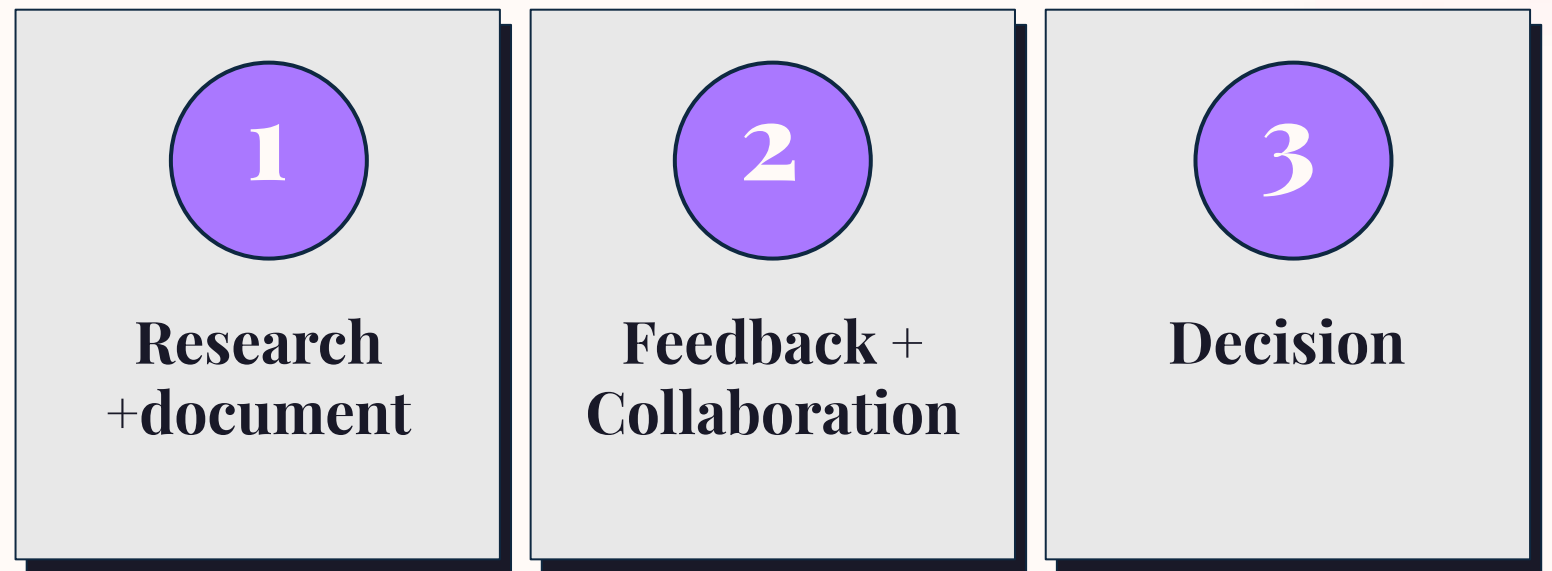 1
Research
+document
2
Feedback +
Collaboration
3
Decision